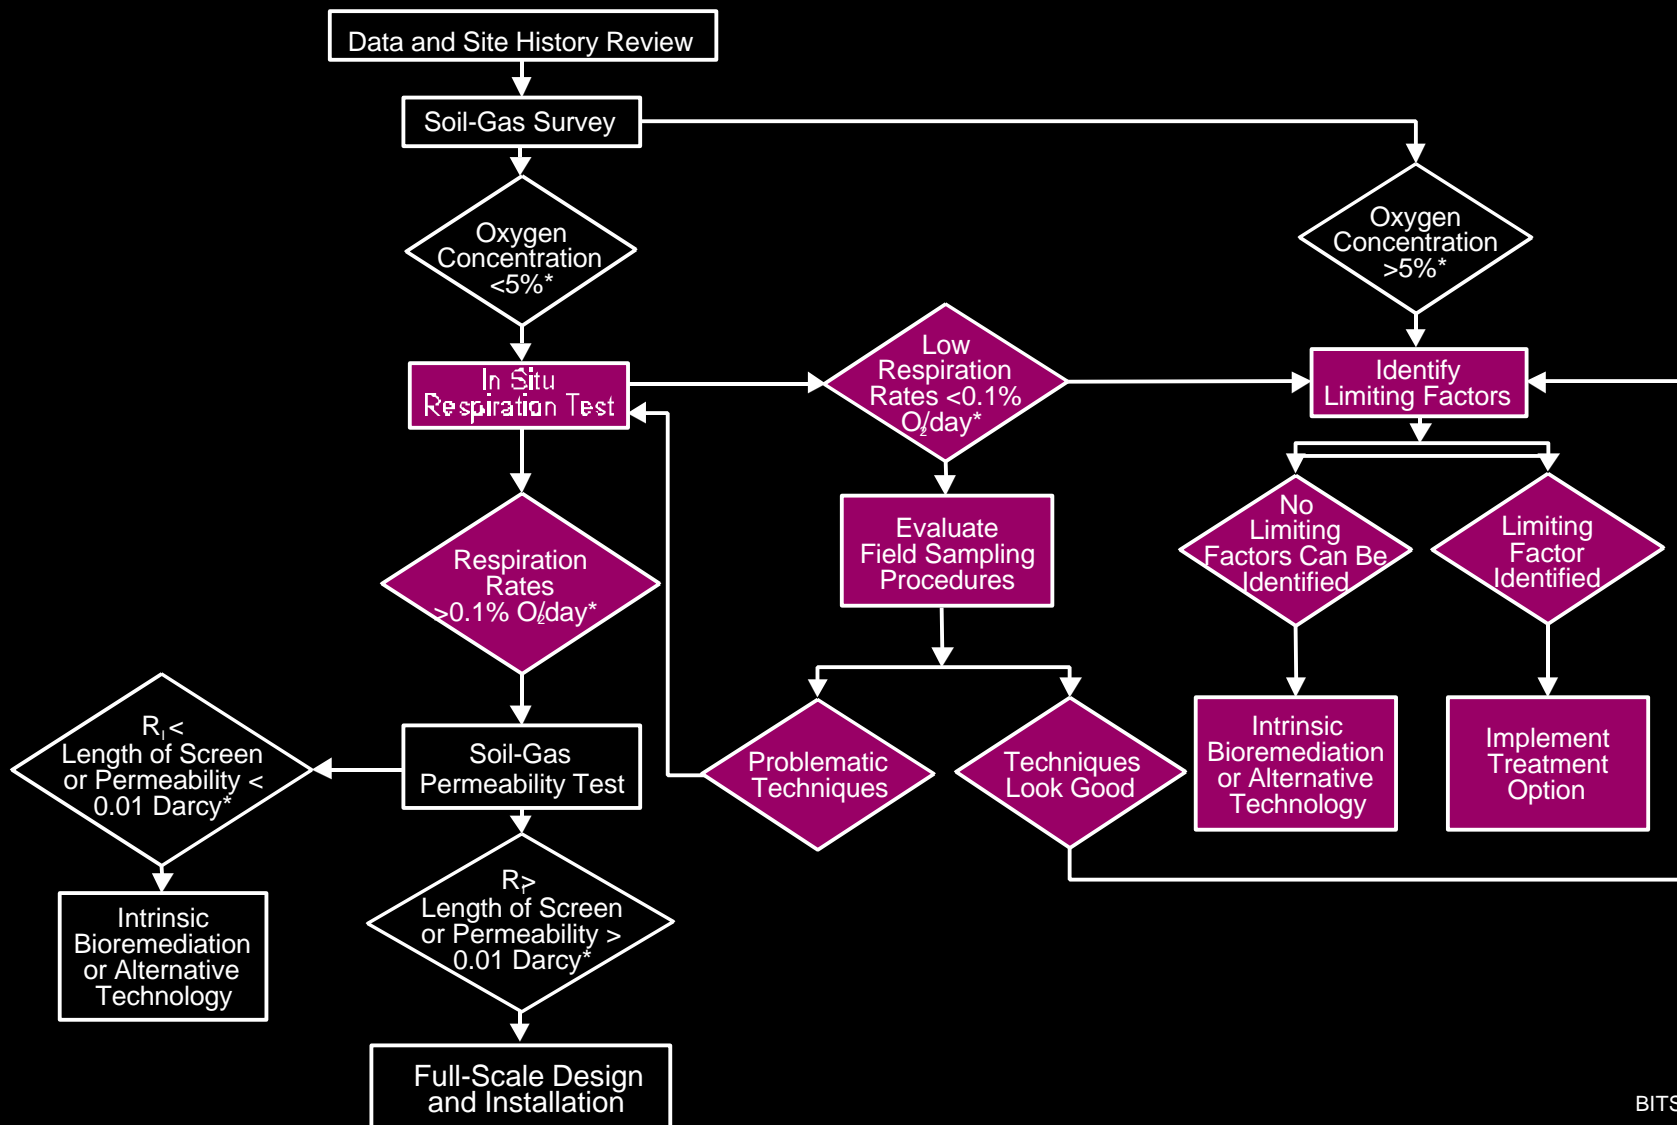 Data and Site History Review
Soil-Gas Survey
Oxygen
Concentration
<5%*
Oxygen
Concentration
>5%*
In Situ
Respiration Test
Low
Respiration
Rates <0.1%
O₂/day*
Identify
Limiting Factors
Respiration
Rates
>0.1% O₂/day*
Evaluate
Field Sampling
Procedures
No
Limiting
Factors Can Be
Identified
Limiting
Factor
Identified
R_I <
Length of Screen
or Permeability <
0.01 Darcy*
Soil-Gas
Permeability Test
Problematic
Techniques
Techniques
Look Good
Intrinsic
Bioremediation
or Alternative
Technology
Implement
Treatment
Option
Intrinsic
Bioremediation
or Alternative
Technology
R_I >
Length of Screen
or Permeability >
0.01 Darcy*
Full-Scale Design
and Installation
BITS